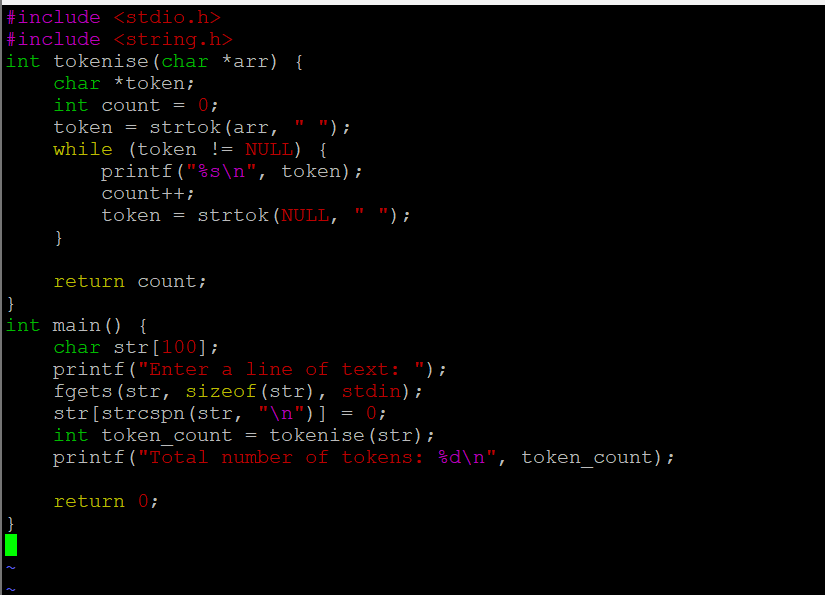 #include <stdio.h>
#include <string.h>
int tokenise(char *arr) {
    char *token;
    int count = 0;
    token = strtok(arr, " ");
    while (token != NULL) {
        printf("%s\n", token);
        count++;
        token = strtok(NULL, " ");
    }

    return count;
}
int main() {
    char str[100];
    printf("Enter a line of text: ");
    fgets(str, sizeof(str), stdin);
    str[strcspn(str, "\n")] = 0;
    int token_count = tokenise(str);
    printf("Total number of tokens: %d\n", token_count);

    return 0;
}

~
~